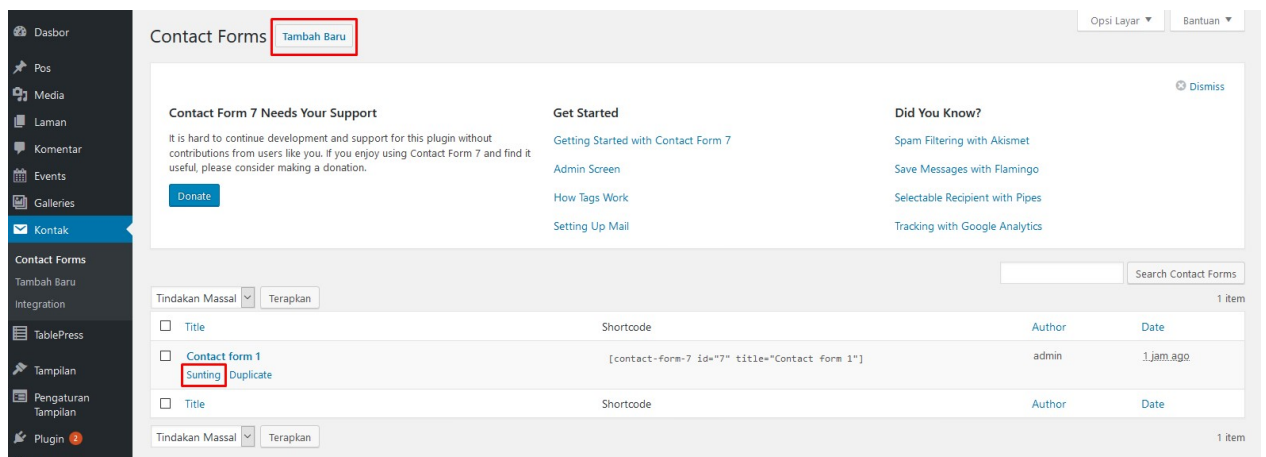 Dasbor
Pos
Media
Laman
Komentar
Events
Galleries
Kontak
Contact Forms
Tambah Baru
Integration
TablePress
Tampilan
Pengaturan
Tampilan
Plugin 2
Contact Forms Tambah Baru
Opsi Layar Bantuan
Dismiss
Contact Form 7 Needs Your Support
It is hard to continue development and support for this plugin without
contributions from users like you. If you enjoy using Contact Form 7 and find it
useful, please consider making a donation.
Donate
Get Started
Getting Started with Contact Form 7
Admin Screen
How Tags Work
Setting Up Mail
Did You Know?
Spam Filtering with Akismet
Save Messages with Flamingo
Selectable Recipient with Pipes
Tracking with Google Analytics
Search Contact Forms
Tindakan Massal Terapkan 1 item
Title Shortcode Author Date
Contact form 1 [contact-form-7 id="7" title="Contact form 1"] admin 1 jam ago
Sunting Duplicate
Title Shortcode Author Date
Tindakan Massal Terapkan 1 item